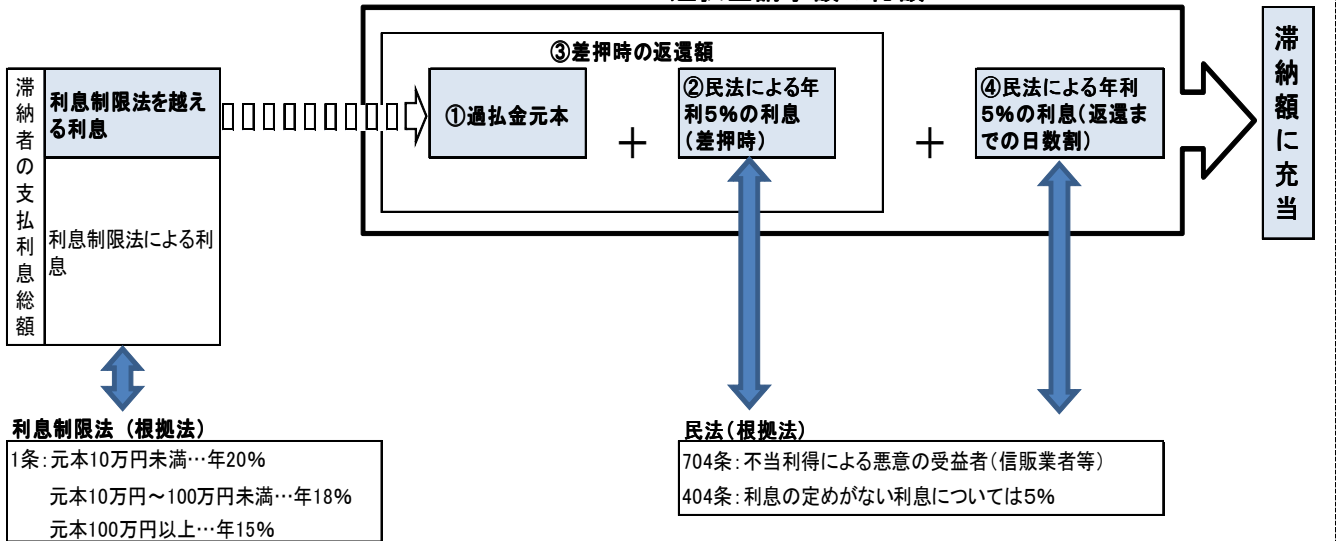 ③差押時の返還額
滞納者の支払利息総額
利息制限法を越え
る利息
利息制限法による利
息
①過払金元本
+
②民法による年
利5%の利息
(差押時)
+
④民法による年利
5%の利息(返還ま
での日数割)
滞納額に充当
利息制限法 (根拠法)
1条:元本10万円未満…年20%
元本10万円~100万円未満…年18%
元本100万円以上…年15%
民法(根拠法)
704条:不当利得による悪意の受益者(信販業者等)
404条:利息の定めがない利息については5%